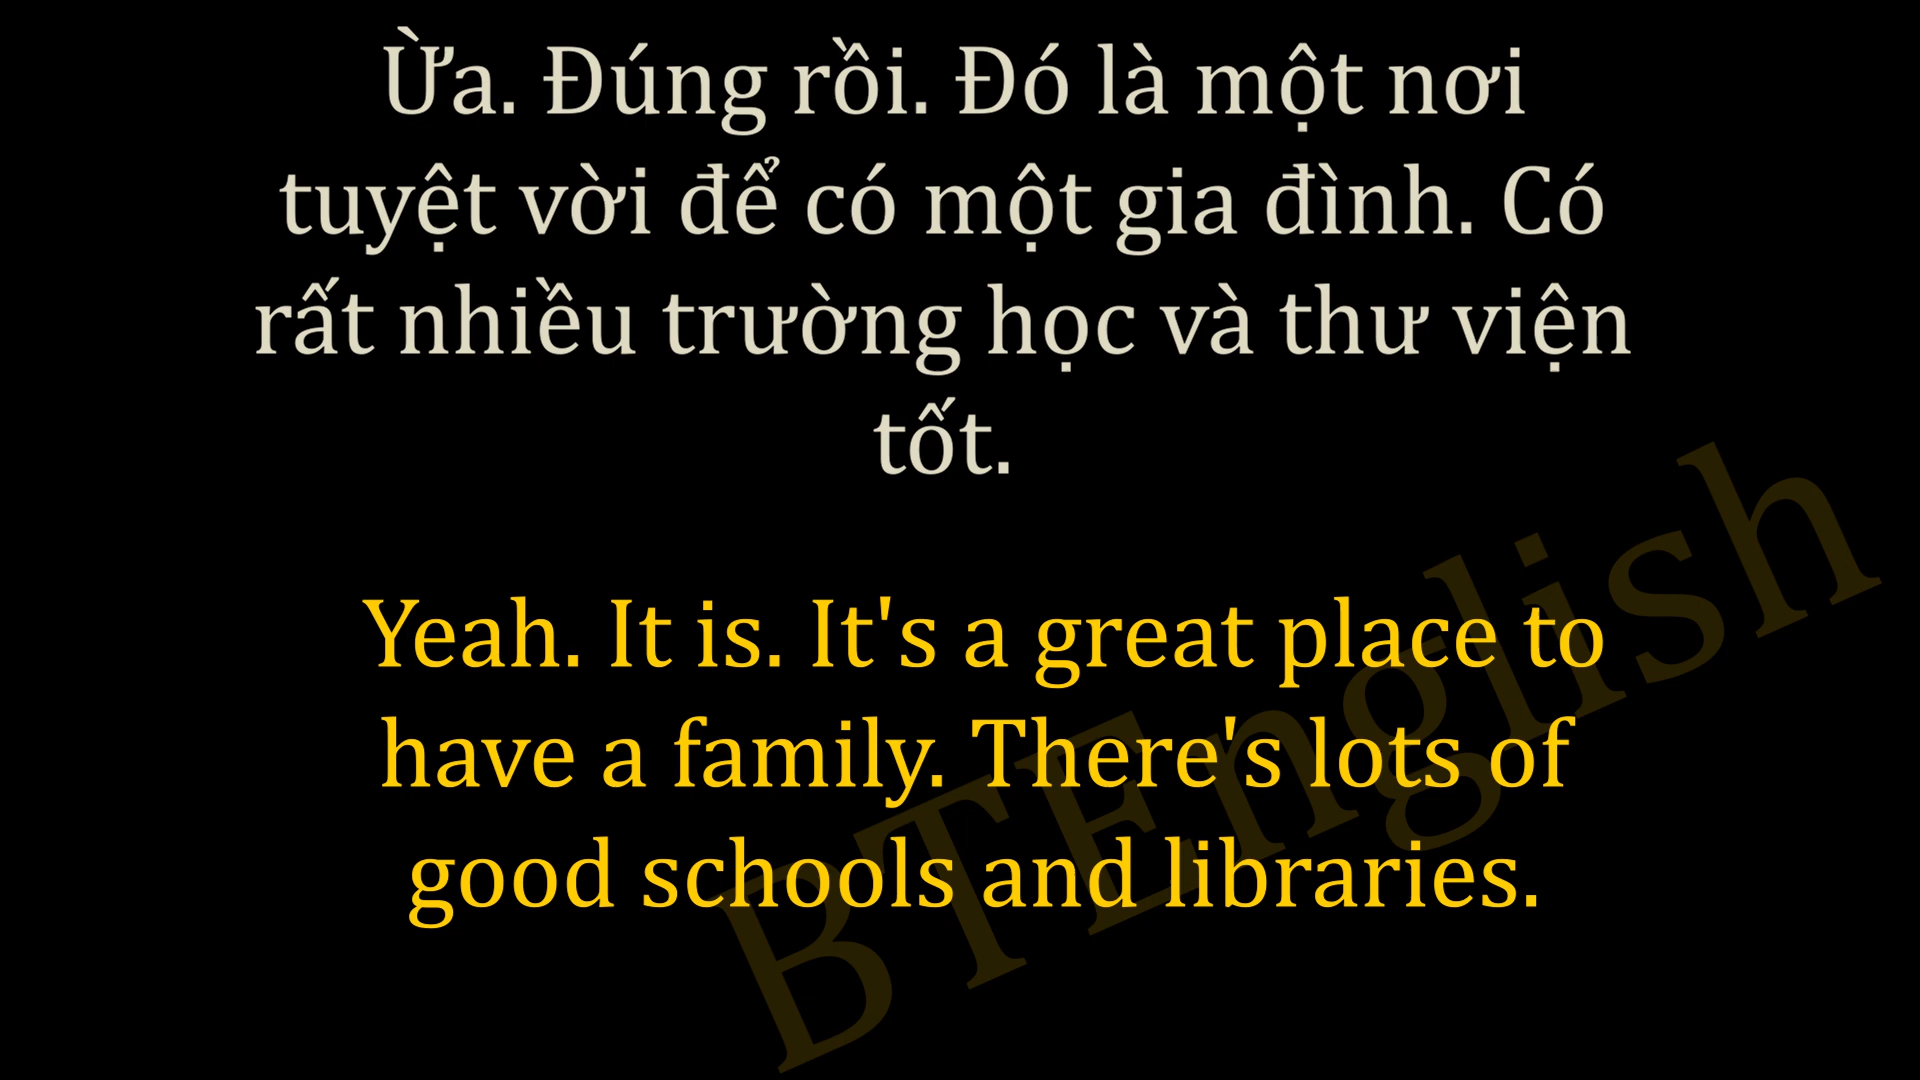 Ừa. Đúng rồi. Đó là một nơi
tuyệt vời để có một gia đình. Có
rất nhiều trường học và thư viện
tốt.
Yeah. It is. It's a great place to
have a family. There's lots of
good schools and libraries.
BTEnglish